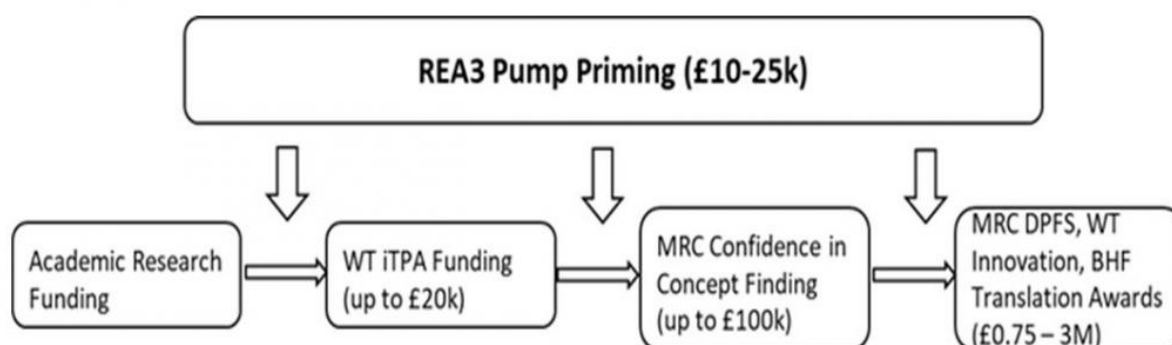 REA3 Pump Priming (£10-25k)
Academic Research
Funding
WT iTPA Funding
(up to £20k)
MRC Confidence in
Concept Finding
(up to £100k)
MRC DPFS, WT
Innovation, BHF
Translation Awards
(£0.75 – 3M)